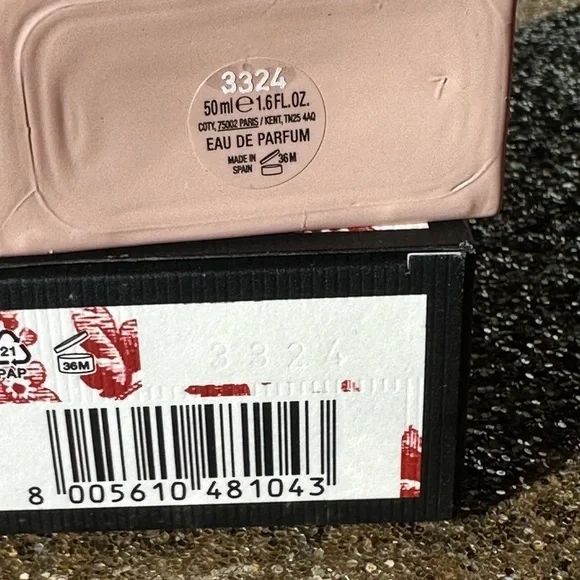 3324
50 ml e 1.6 FL.OZ.
COTY, 75002 PARIS / KENT, TN25 4AQ
EAU DE PARFUM
MADE IN
SPAIN
36M
7
21
PAP
36M
3324
8 005610 481043